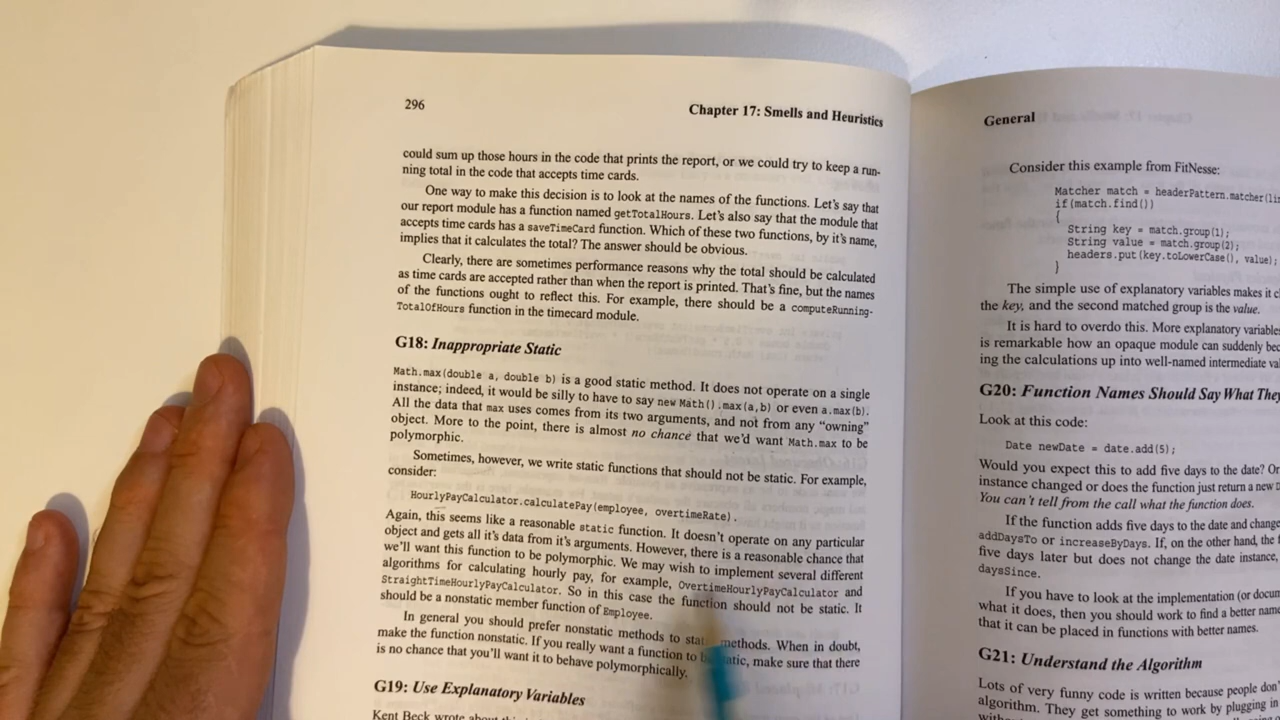 296
Chapter 17: Smells and Heuristics
could sum up those hours in the code that prints the report, or we could try to keep a run-
ning total in the code that accepts time cards.
One way to make this decision is to look at the names of the functions. Let's say that
our report module has a function named getTotalHours. Let's also say that the module that
accepts time cards has a saveTimeCard function. Which of these two functions, by it's name,
implies that it calculates the total? The answer should be obvious.
Clearly, there are sometimes performance reasons why the total should be calculated
as time cards are accepted rather than when the report is printed. That's fine, but the names
of the functions ought to reflect this. For example, there should be a computeRunning-
TotalOfHours function in the timecard module.
G18: Inappropriate Static
Math.max(double a, double b) is a good static method. It does not operate on a single
instance; indeed, it would be silly to have to say new Math().max(a,b) or even a.max(b).
All the data that max uses comes from its two arguments, and not from any "owning"
object. More to the point, there is almost no chance that we'd want Math.max to be
polymorphic.
Sometimes, however, we write static functions that should not be static. For example,
consider:
HourlyPayCalculator.calculatePay(employee, overtimeRate).
Again, this seems like a reasonable static function. It doesn't operate on any particular
object and gets all it's data from it's arguments. However, there is a reasonable chance that
we'll want this function to be polymorphic. We may wish to implement several different
algorithms for calculating hourly pay, for example, OvertimeHourlyPayCalculator and
StraightTimeHourlyPayCalculator. So in this case the function should not be static. It
should be a nonstatic member function of Employee.
In general you should prefer nonstatic methods to methods. When in doubt,
make the function nonstatic. If you really want a function to make sure that there
is no chance that you'll want it to behave polymorphically.
G19: Use Explanatory Variables
Kent Beck wrote about
General
Consider this example from FitNesse:
Matcher match = headerPattern.matcher(
if(match.find())
{
String key = match.group(1);
String value = match.group(2);
headers.put(key.toLowerCase(), value);
}
The simple use of explanatory variables makes it
the key, and the second matched group is the value.
It is hard to overdo this. More explanatory variables
is remarkable how an opaque module can suddenly
ing the calculations up into well-named intermediate
G20: Function Names Should Say What They
Look at this code:
Date newDate = date.add(5);
Would you expect this to add five days to the date? Or
instance changed or does the function just return a new
You can't tell from the call what the function does.
If the function adds five days to the date and
addDaysTo or increaseByDays. If, on the other hand, the
five days later but does not change the date instance,
daysSince.
If you have to look at the implementation (or
what it does, then you should work to find a better
that it can be placed in functions with better names.
G21: Understand the Algorithm
Lots of very funny code is written because people
algorithm. They get something to work by plugging in